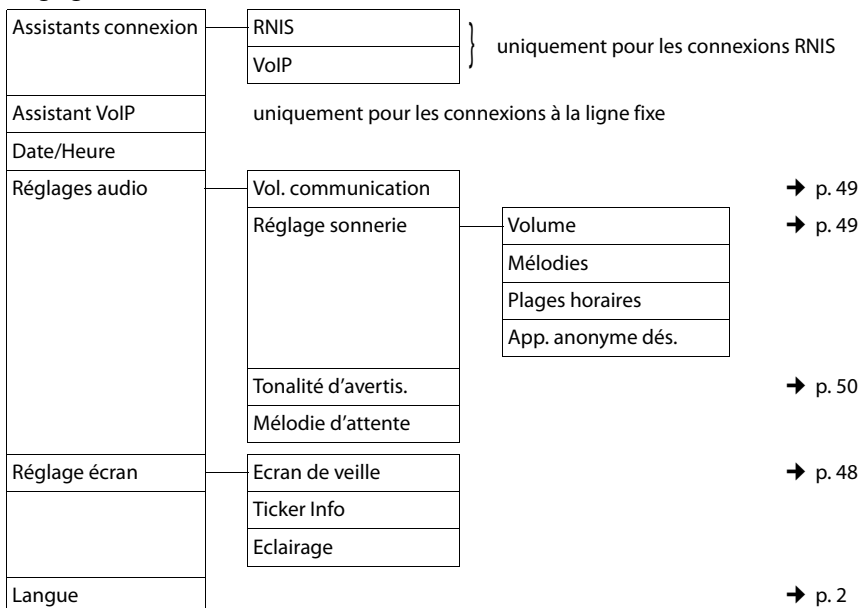 Assistants connexion RNIS
uniquement pour les connexions RNIS
VoIP
Assistant VoIP uniquement pour les connexions à la ligne fixe
Date/Heure
Réglages audio Vol. communication ➔ p. 49
Réglage sonnerie Volume ➔ p. 49
Mélodies
Plages horaires
App. anonyme dés.
Tonalité d’avertis. ➔ p. 50
Mélodie d’attente
Réglage écran Ecran de veille ➔ p. 48
Ticker Info
Eclairage
Langue ➔ p. 2